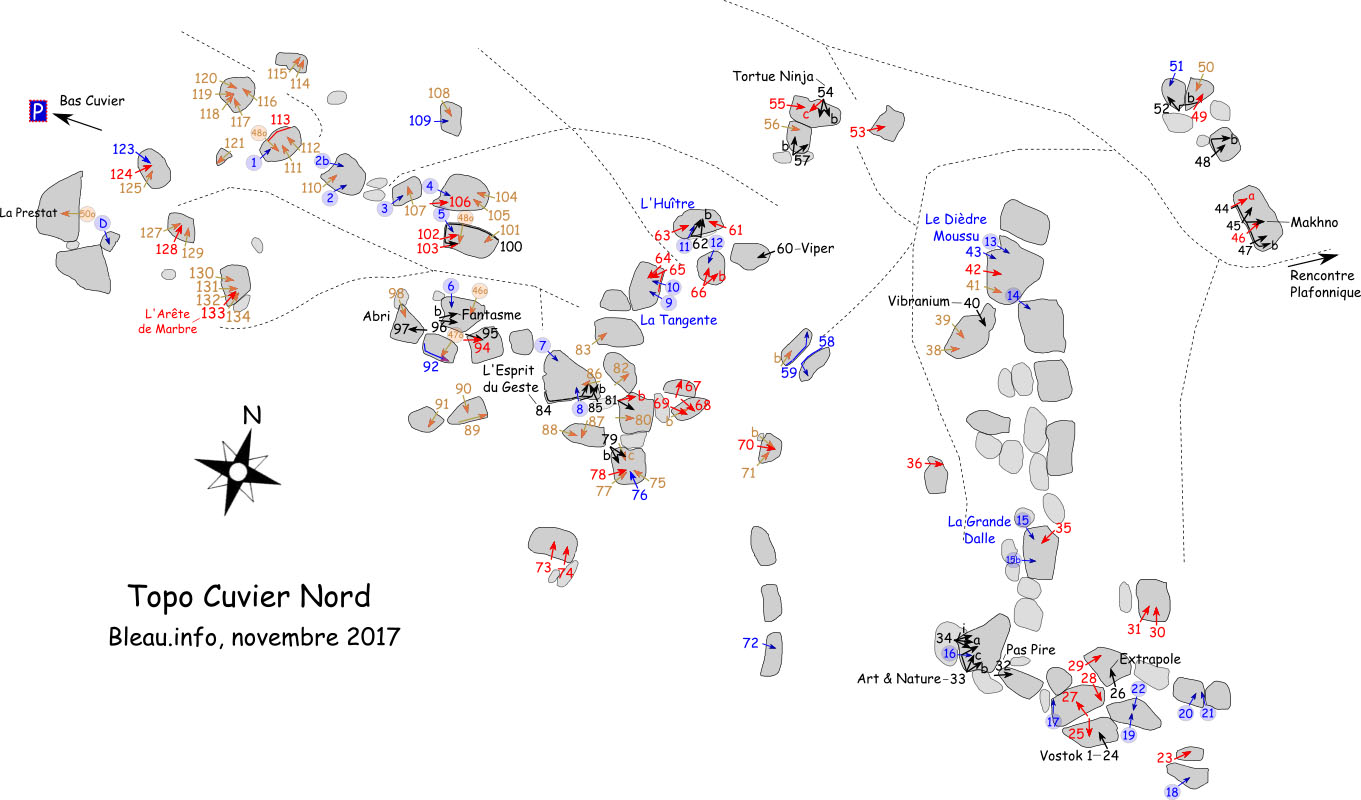 P
Bas Cuvier
120
119
118
117
116
115
114
113
48a
1
112
111
121
123
124
125
La Prestat
50a
D
127
128
129
130
131
132
133
134
L'Arête
de Marbre
2b
110
2
108
109
3
107
4
106
104
105
5
48a
101
102
103
100
98
Abri
97
6
46a
b
Fantasme
96
95
47a
94
92
91
90
89
7
L'Esprit
du Geste
84
8
85
86
b
81
87
88
83
82
b
80
79
b
c
78
77
76
75
67
68
69
b
b
70
71
73
74
72
L'Huître
b
63
11
62
61
12
64
65
10
9
66
b
La Tangente
60-Viper
Tortue Ninja
54
55
c
b
56
b
57
53
b
58
59
51
50
52
b
49
48
b
44
a
45
Makhno
46
47
b
Rencontre
Plafonnique
Le Dièdre
Moussu
13
43
42
41
14
Vibranium
40
39
38
36
La Grande
Dalle
15
35
15b
34
a
16
c
b
32
Pas Pire
Art & Nature-33
31
30
29
Extrapole
28
27
26
25
17
22
19
20
21
Vostok 1-24
23
18
N
Topo Cuvier Nord
Bleau.info, novembre 2017